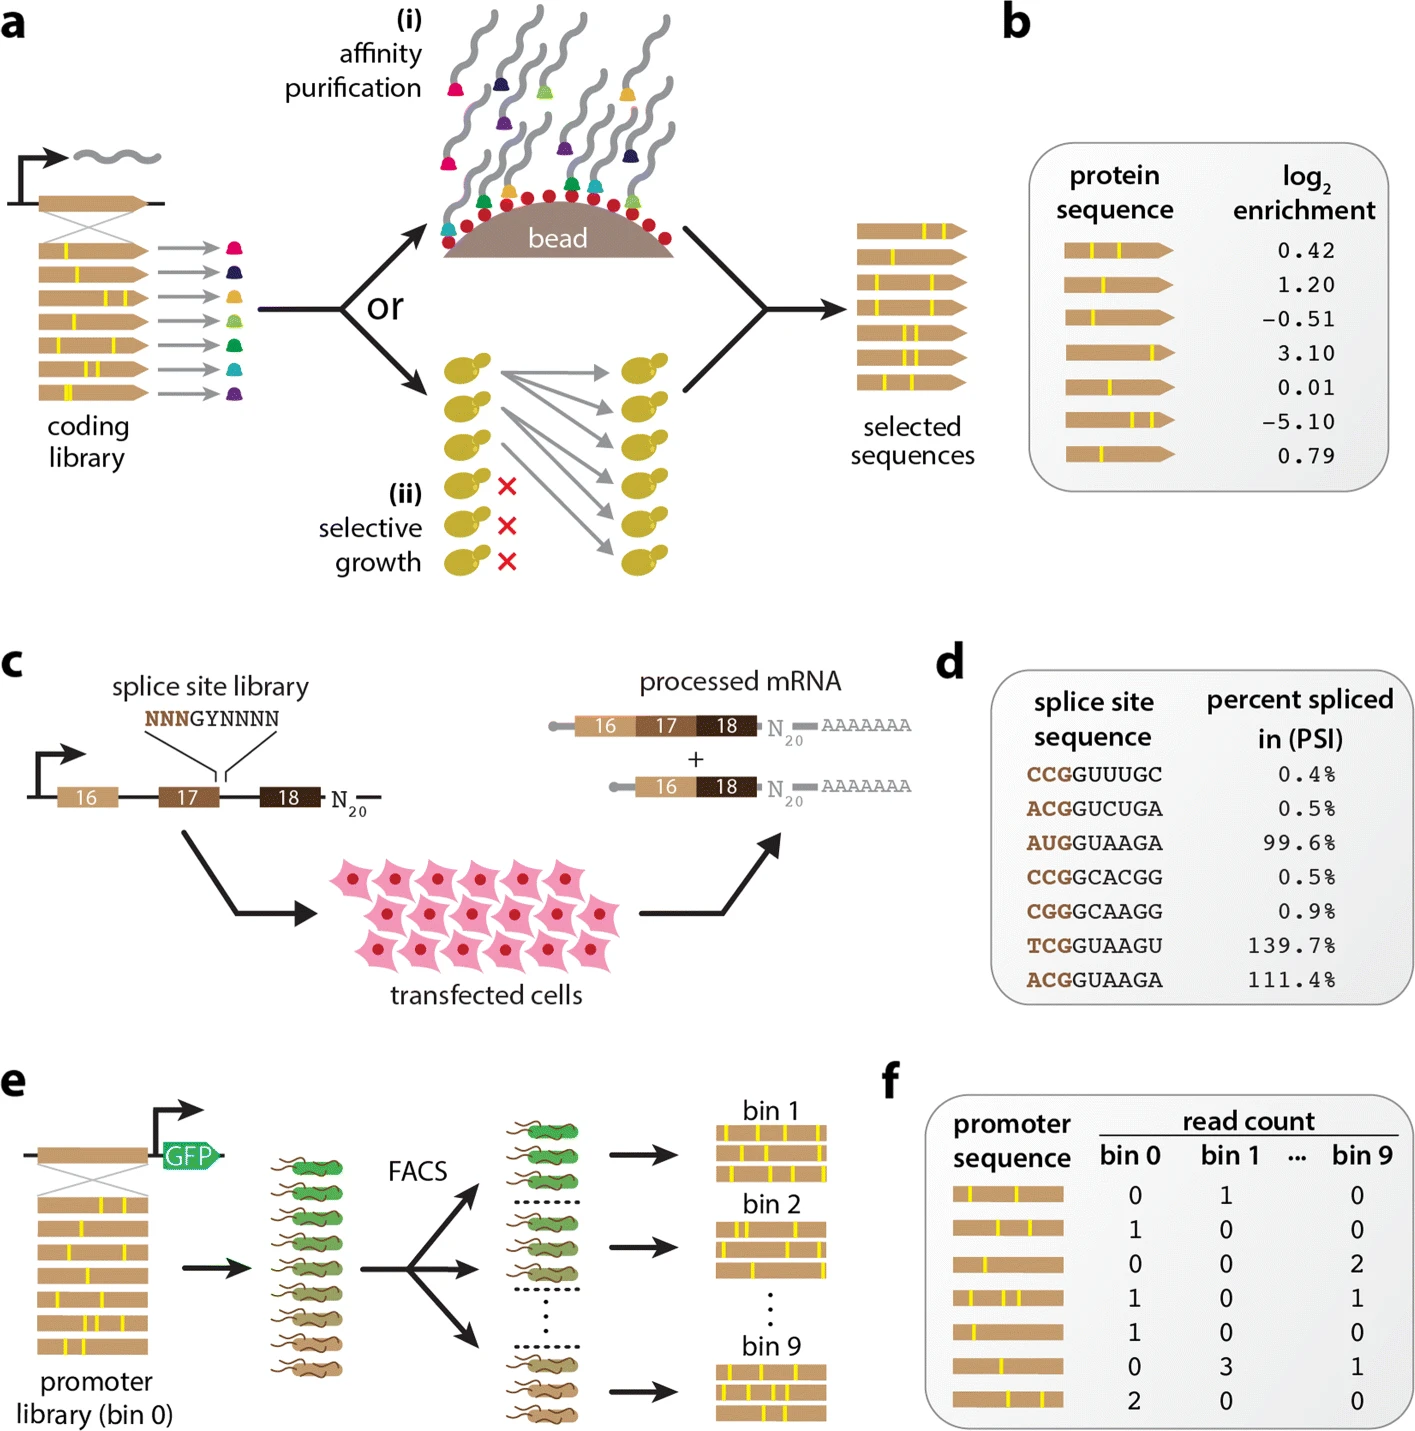 a
(i)
affinity
purification
bead
or
coding
library
(ii)
selective
growth
selected
sequences
b
protein
sequence
log2
enrichment
0.42
1.20
−0.51
3.10
0.01
−5.10
0.79
c
splice site library
NNNGYNNNN
16 17 18 N20
transfected cells
processed mRNA
16 17 18 N20 AAAAAAA
+
16 18 N20 AAAAAAA
d
splice site
sequence
percent spliced
in (PSI)
CCGGUUUGC 0.4%
ACGGUCUGA 0.5%
AUGGUAAGA 99.6%
CCGGCACGG 0.5%
CGGGCAAGG 0.9%
TCGGUAAGU 139.7%
ACGGUAAGA 111.4%
e
GFP
promoter
library (bin 0)
FACS
bin 1
bin 2
bin 9
f
promoter
sequence
read count
bin 0 bin 1 ... bin 9
0 1 0
1 0 0
0 0 2
1 0 1
1 0 0
0 3 1
2 0 0